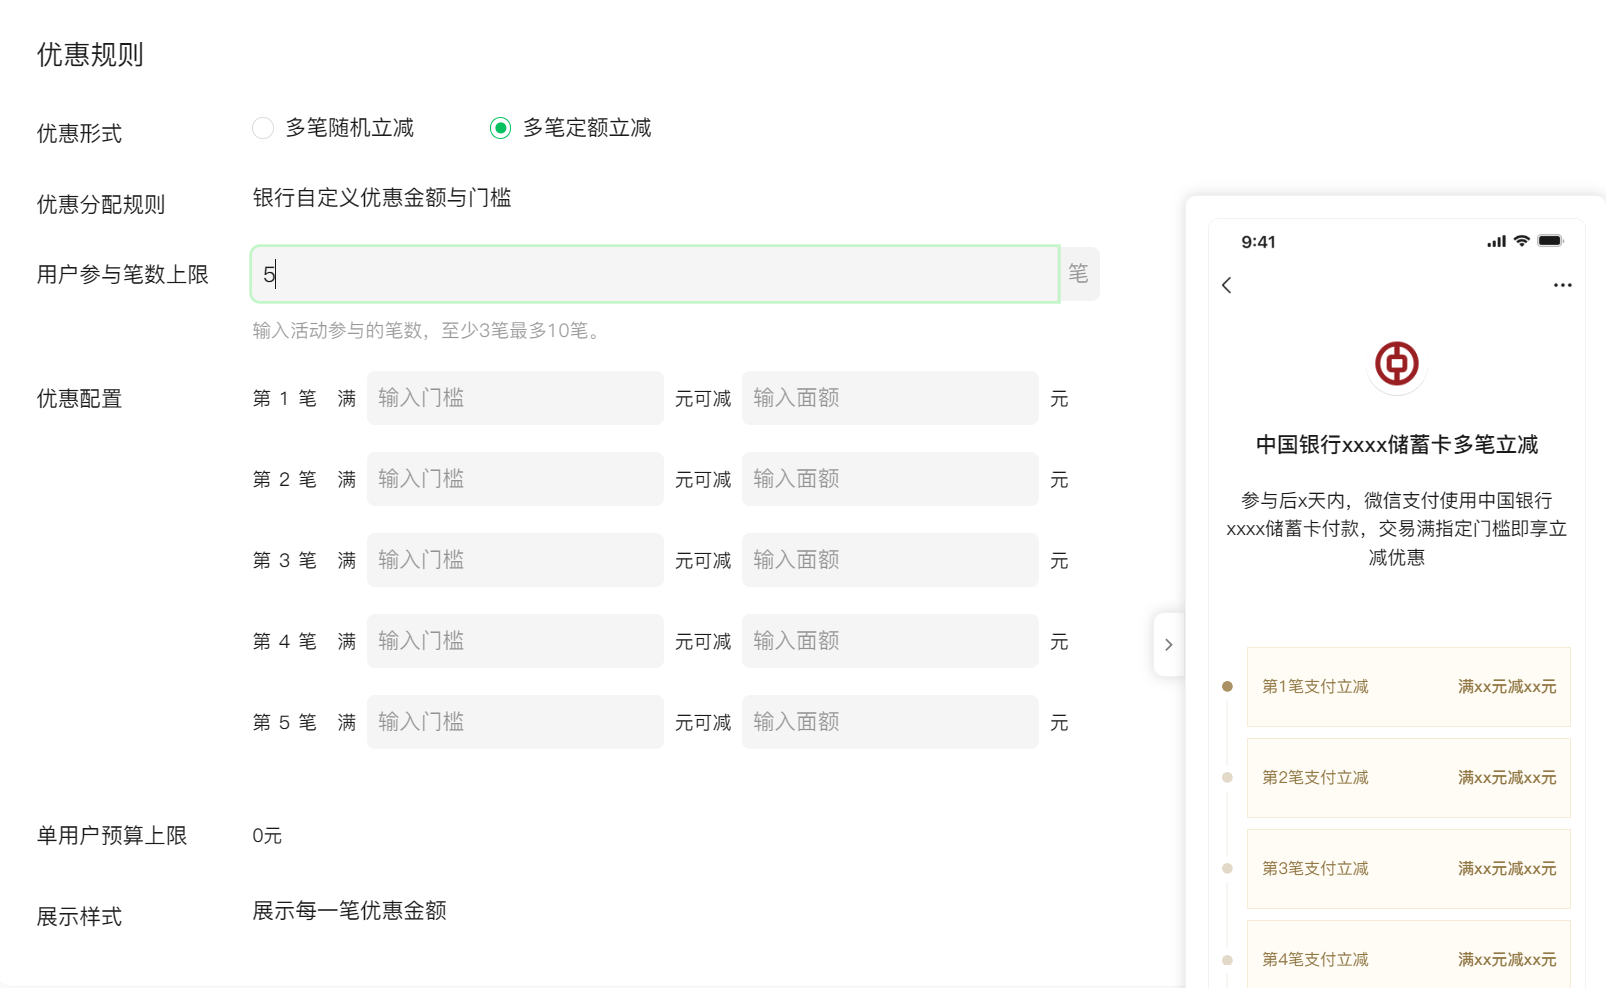 优惠规则
优惠形式
多笔随机立减
多笔定额立减
优惠分配规则
银行自定义优惠金额与门槛
用户参与笔数上限
5
笔
输入活动参与的笔数，至少3笔最多10笔。
优惠配置
第 1 笔 满 输入门槛 元可减 输入面额 元
第 2 笔 满 输入门槛 元可减 输入面额 元
第 3 笔 满 输入门槛 元可减 输入面额 元
第 4 笔 满 输入门槛 元可减 输入面额 元
第 5 笔 满 输入门槛 元可减 输入面额 元
单用户预算上限
0元
展示样式
展示每一笔优惠金额
9:41
中国银行xxxx储蓄卡多笔立减
参与后x天内，微信支付使用中国银行
xxxx储蓄卡付款，交易满指定门槛即享立
减优惠
第1笔支付立减 满xx元减xx元
第2笔支付立减 满xx元减xx元
第3笔支付立减 满xx元减xx元
第4笔支付立减 满xx元减xx元